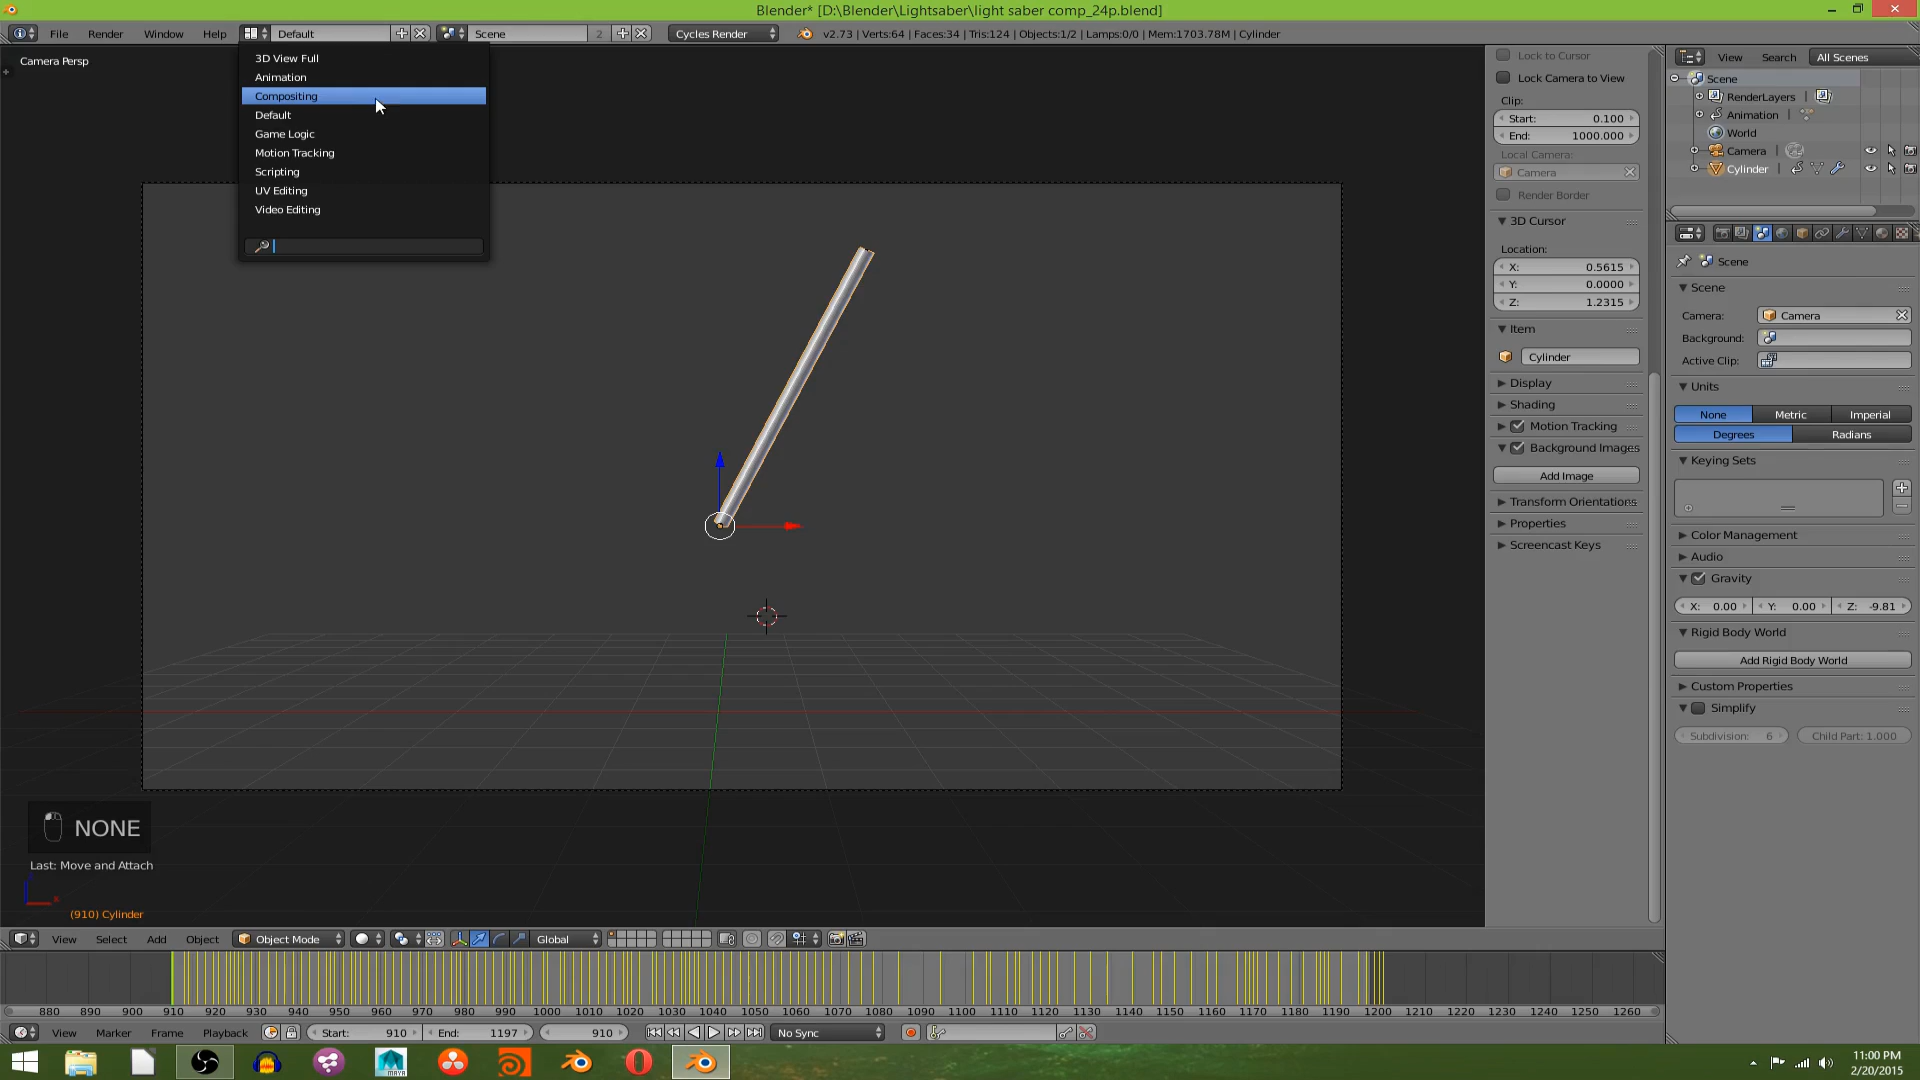 Blender* [D:\Blender\Lightsaber\light saber comp_24p.blend]
File Render Window Help Default Scene 2 Cycles Render v2.73 | Verts:64 | Faces:34 | Tris:124 | Objects:1/2 | Lamps:0/0 | Mem:1703.78M | Cylinder
Camera Persp
3D View Full
Animation
Compositing
Default
Game Logic
Motion Tracking
Scripting
UV Editing
Video Editing
NONE
Last: Move and Attach
(910) Cylinder
Lock to Cursor
Lock Camera to View
Clip:
Start: 0.100
End: 1000.000
Local Camera:
Camera
Render Border
3D Cursor
Location:
X: 0.5615
Y: 0.0000
Z: 1.2315
Item
Cylinder
Display
Shading
Motion Tracking
Background Images
Add Image
Transform Orientations
Properties
Screencast Keys
View Search All Scenes
Scene
RenderLayers
Animation
World
Camera
Cylinder
Scene
Scene
Camera: Camera
Background:
Active Clip:
Units
None Metric Imperial
Degrees Radians
Keying Sets
Color Management
Audio
Gravity
X: 0.00 Y: 0.00 Z: -9.81
Rigid Body World
Add Rigid Body World
Custom Properties
Simplify
Subdivision: 6 Child Part: 1.000
View Select Add Object Object Mode Global
880 890 900 910 920 930 940 950 960 970 980 990 1000 1010 1020 1030 1040 1050 1060 1070 1080 1090 1100 1110 1120 1130 1140 1150 1160 1170 1180 1190 1200 1210 1220 1230 1240 1250 1260
View Marker Frame Playback Start: 910 End: 1197 910 No Sync
MAYA
11:00 PM
2/20/2015